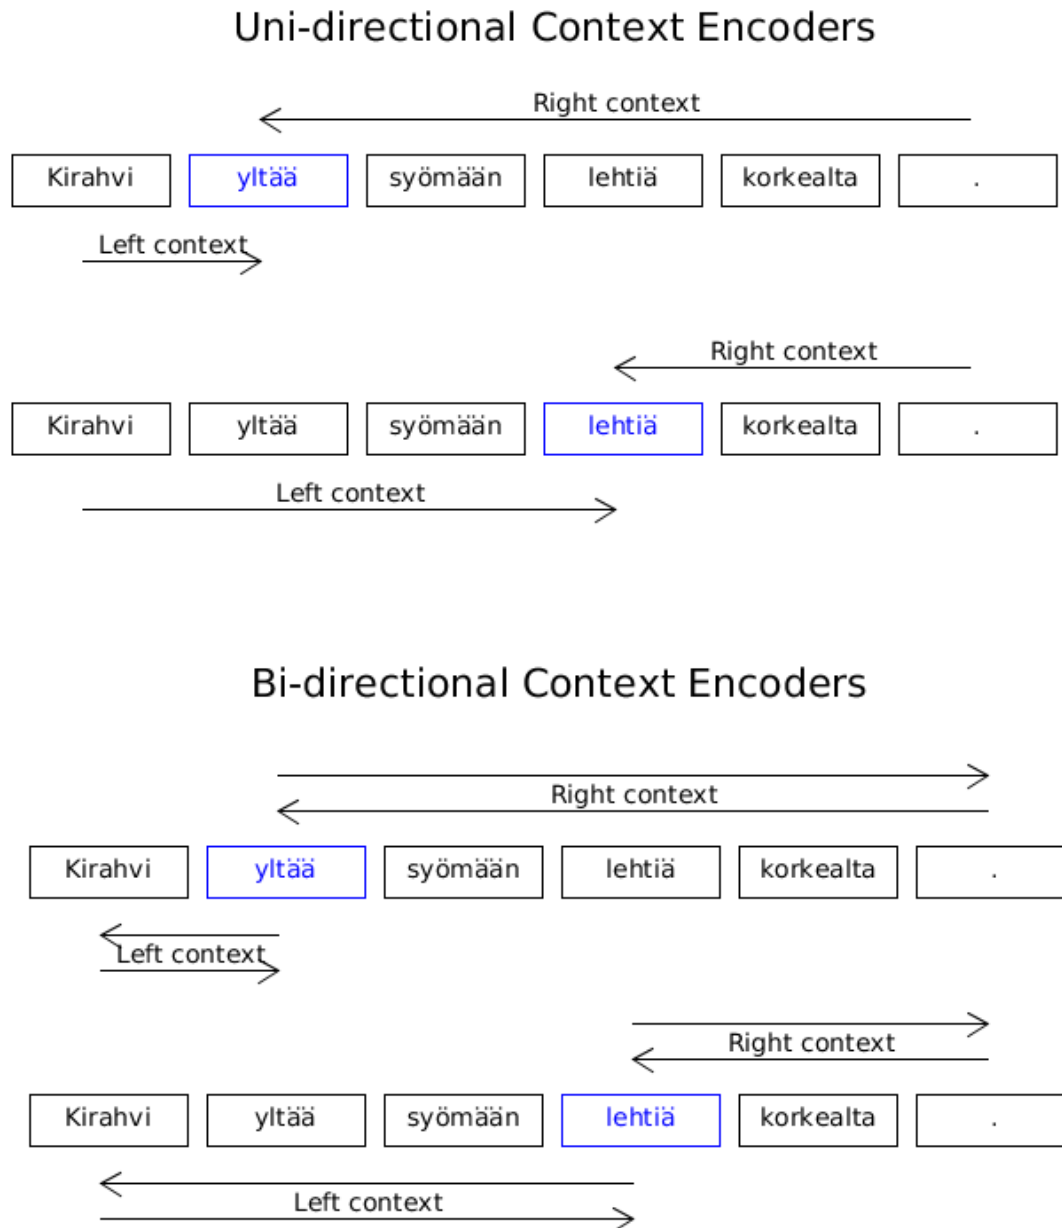 Uni-directional Context Encoders
Right context
Kirahvi yltää syömään lehtiä korkealta .
Left context
Right context
Kirahvi yltää syömään lehtiä korkealta .
Left context
Bi-directional Context Encoders
Right context
Kirahvi yltää syömään lehtiä korkealta .
Left context
Right context
Kirahvi yltää syömään lehtiä korkealta .
Left context